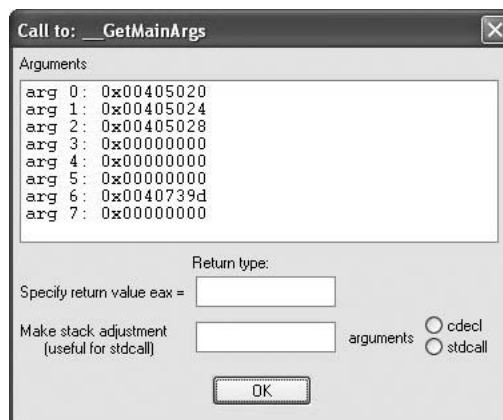 Call to: __GetMainArgs
Arguments
arg 0: 0x00405020
arg 1: 0x00405024
arg 2: 0x00405028
arg 3: 0x00000000
arg 4: 0x00000000
arg 5: 0x00000000
arg 6: 0x0040739d
arg 7: 0x00000000
Return type:
Specify return value eax =
Make stack adjustment
(useful for stdcall)
arguments
cdecl
stdcall
OK